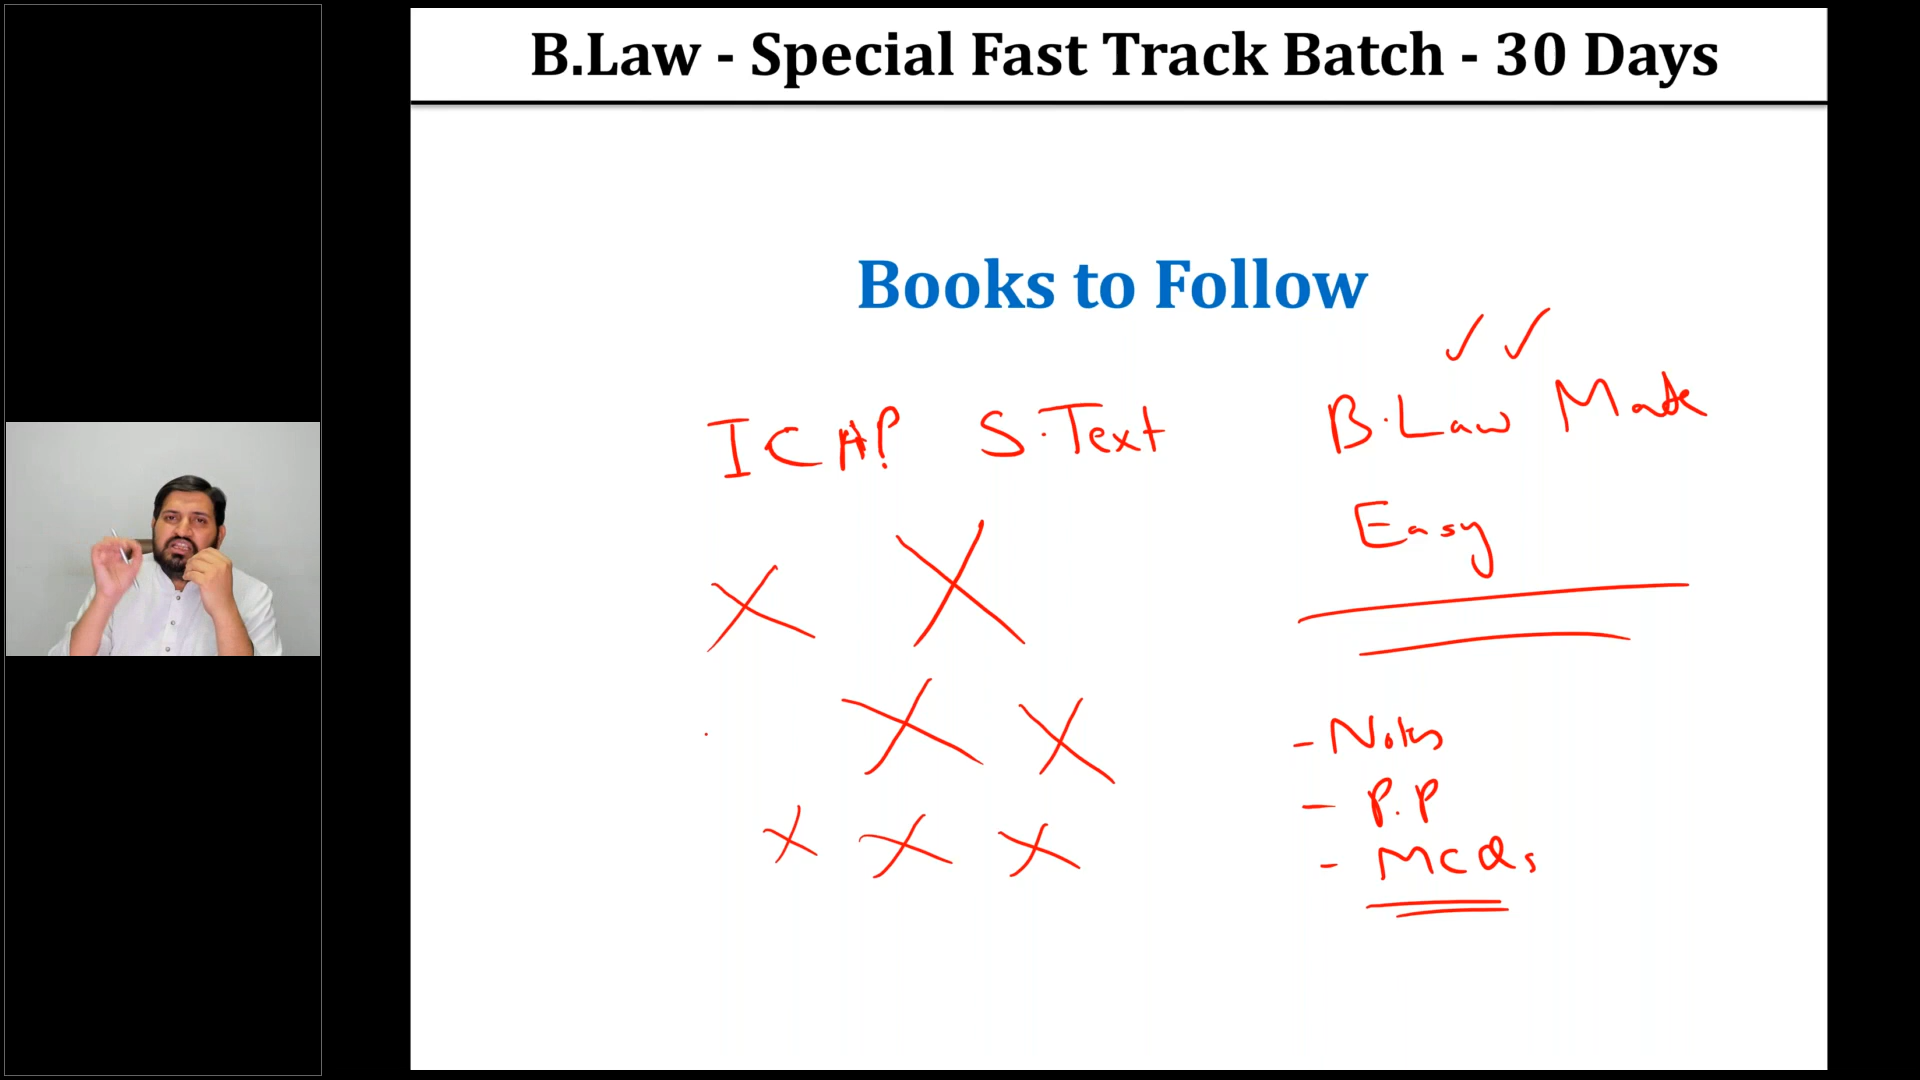 B.Law - Special Fast Track Batch - 30 Days
Books to Follow
ICAP S.Text
B.Law Made
Easy
- Notes
- P.P
- MCQs